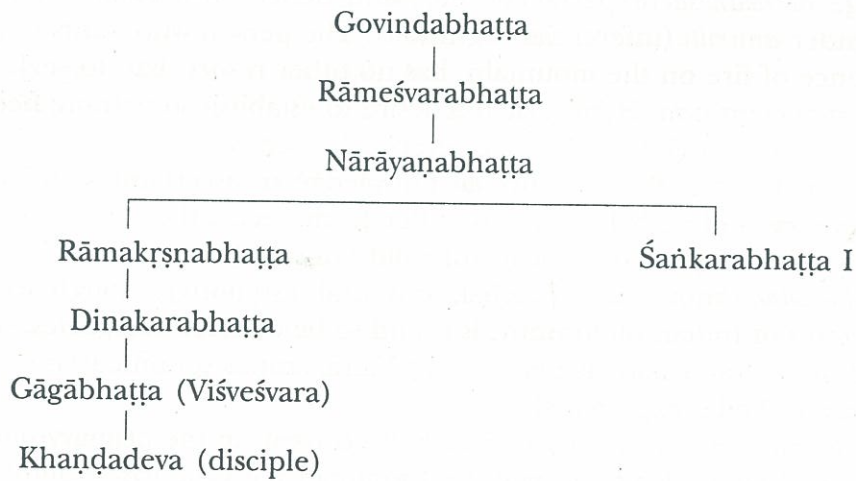 Govindabhaṭṭa
Rāmeśvarabhaṭṭa
Nārāyaṇabhaṭṭa
Rāmakṛṣṇabhaṭṭa Śaṅkarabhaṭṭa I
Dinakarabhaṭṭa
Gāgābhaṭṭa (Viśveśvara)
Khaṇḍadeva (disciple)